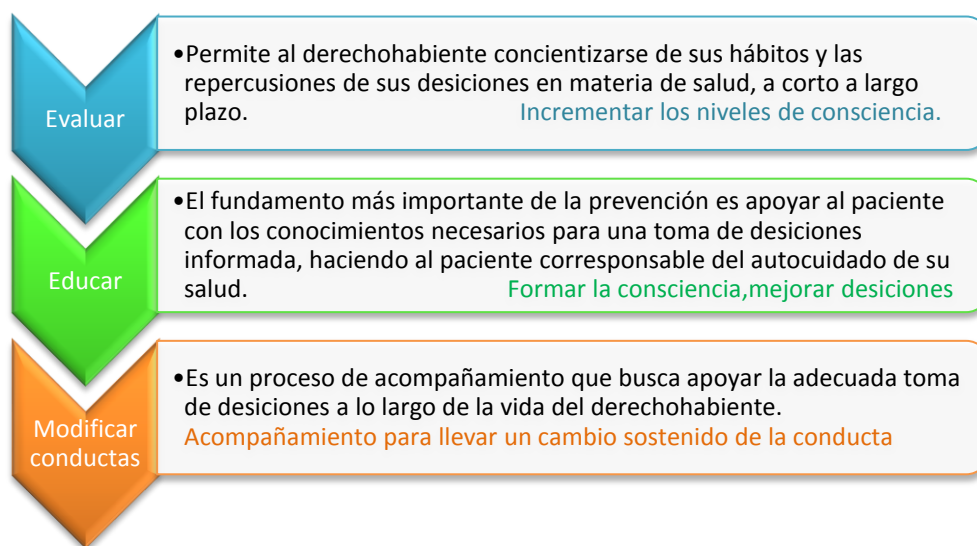 Evaluar
•Permite al derechohabiente concientizarse de sus hábitos y las
repercusiones de sus desiciones en materia de salud, a corto a largo
plazo. Incrementar los niveles de consciencia.
Educar
•El fundamento más importante de la prevención es apoyar al paciente
con los conocimientos necesarios para una toma de desiciones
informada, haciendo al paciente corresponsable del autocuidado de su
salud. Formar la consciencia,mejorar desiciones
Modificar
conductas
•Es un proceso de acompañamiento que busca apoyar la adecuada toma
de desiciones a lo largo de la vida del derechohabiente.
Acompañamiento para llevar un cambio sostenido de la conducta